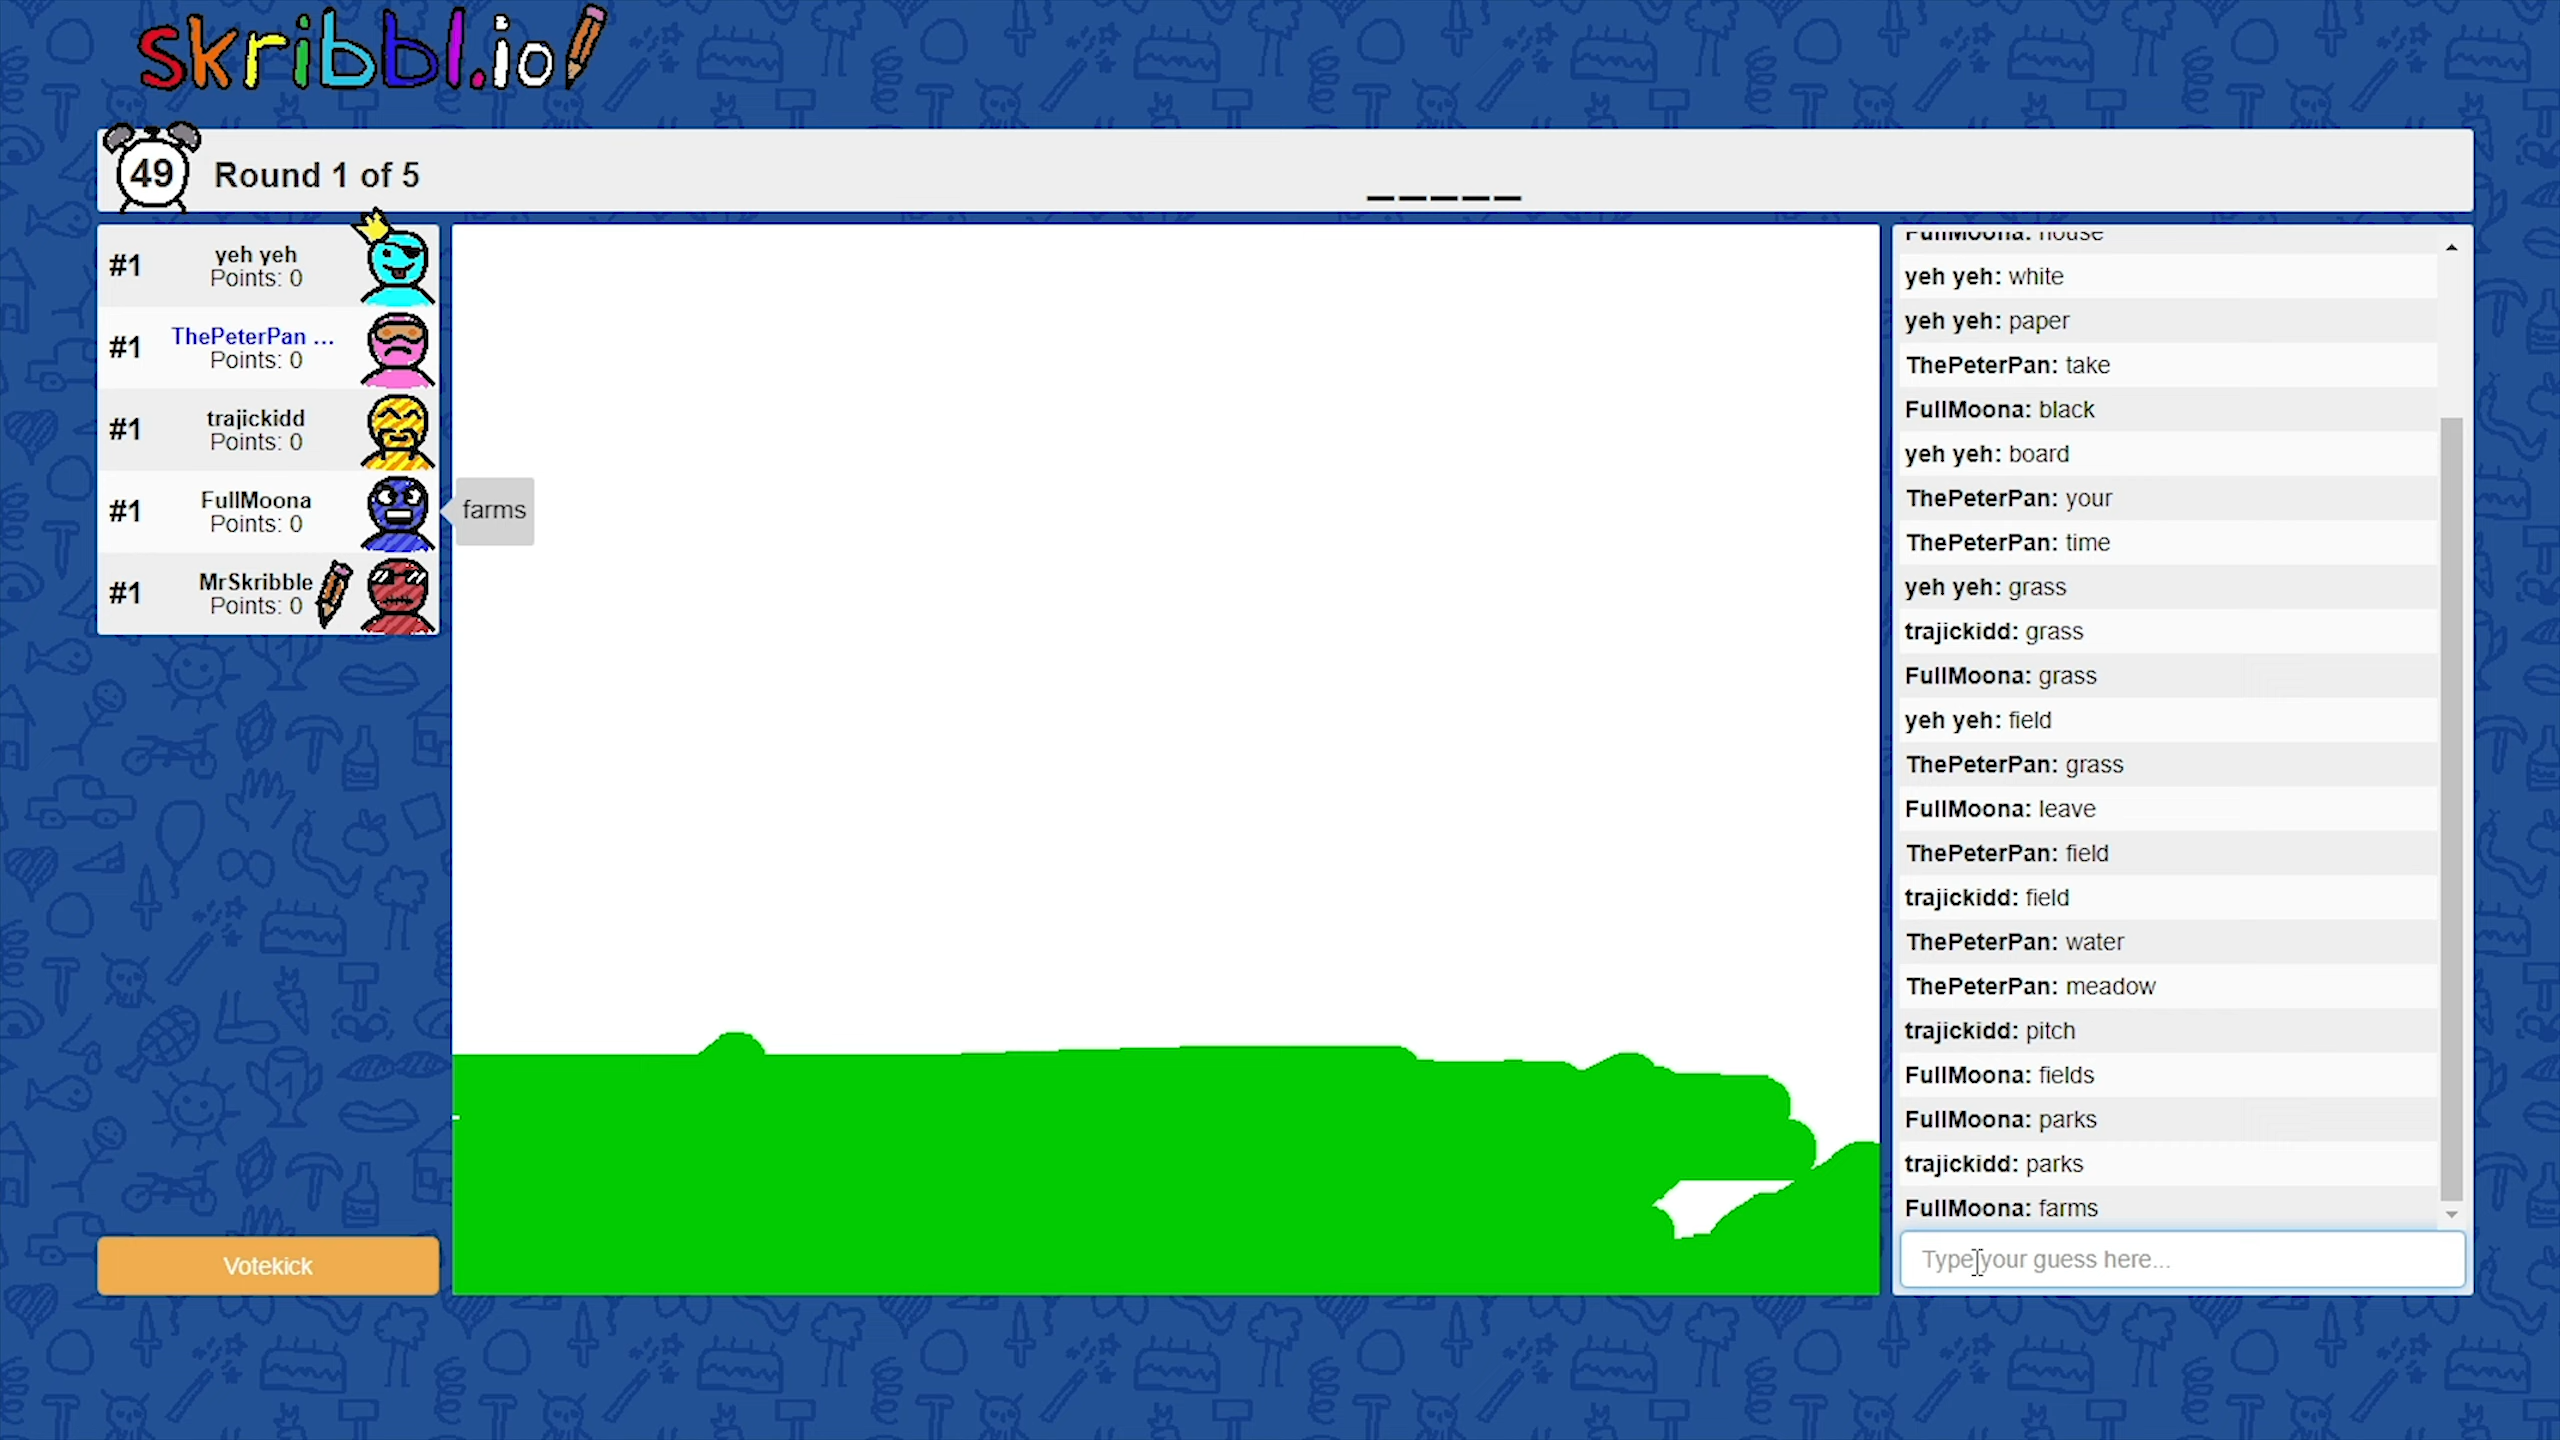 skribbl.io
49
Round 1 of 5
_____
#1
yeh yeh
Points: 0
#1
ThePeterPan ...
Points: 0
#1
trajickidd
Points: 0
#1
FullMoona
Points: 0
#1
MrSkribble
Points: 0
farms
Votekick
FullMoona: house
yeh yeh: white
yeh yeh: paper
ThePeterPan: take
FullMoona: black
yeh yeh: board
ThePeterPan: your
ThePeterPan: time
yeh yeh: grass
trajickidd: grass
FullMoona: grass
yeh yeh: field
ThePeterPan: grass
FullMoona: leave
ThePeterPan: field
trajickidd: field
ThePeterPan: water
ThePeterPan: meadow
trajickidd: pitch
FullMoona: fields
FullMoona: parks
trajickidd: parks
FullMoona: farms
Type your guess here...